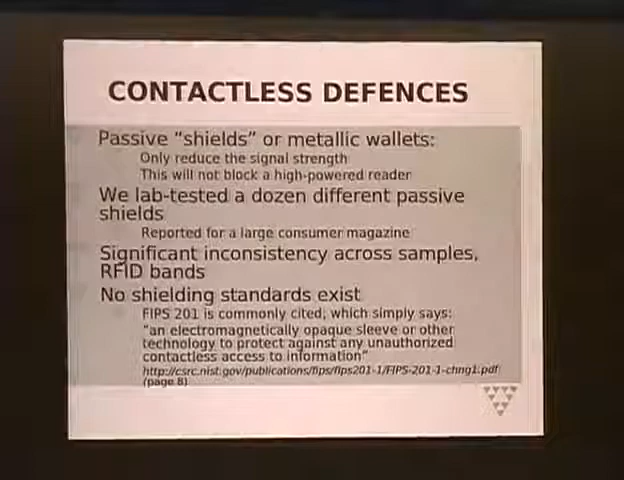 CONTACTLESS DEFENCES
Passive "shields" or metallic wallets:
Only reduce the signal strength
This will not block a high-powered reader
We lab-tested a dozen different passive
shields
Reported for a large consumer magazine
Significant inconsistency across samples,
RFID bands
No shielding standards exist
FIPS 201 is commonly cited, which simply says:
"an electromagnetically opaque sleeve or other
technology to protect against any unauthorized
contactless access to information"
http://csrc.nist.gov/publications/fips/fips201-1/FIPS-201-1-chng1.pdf
(page 8)